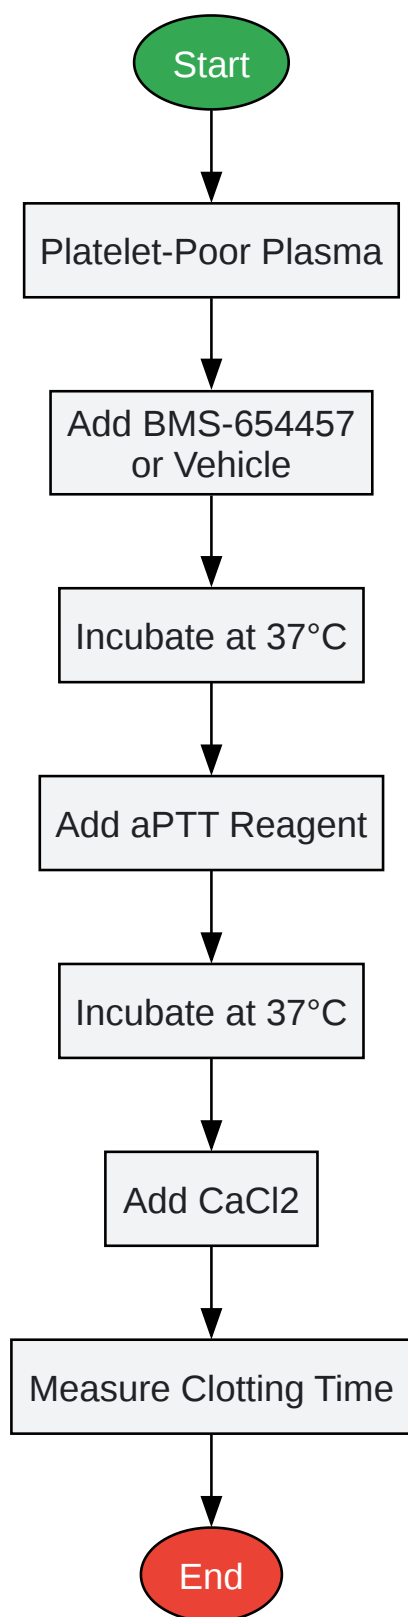 Start
Platelet-Poor Plasma
Add BMS-654457
or Vehicle
Incubate at 37°C
Add aPTT Reagent
Incubate at 37°C
Add CaCl2
Measure Clotting Time
End